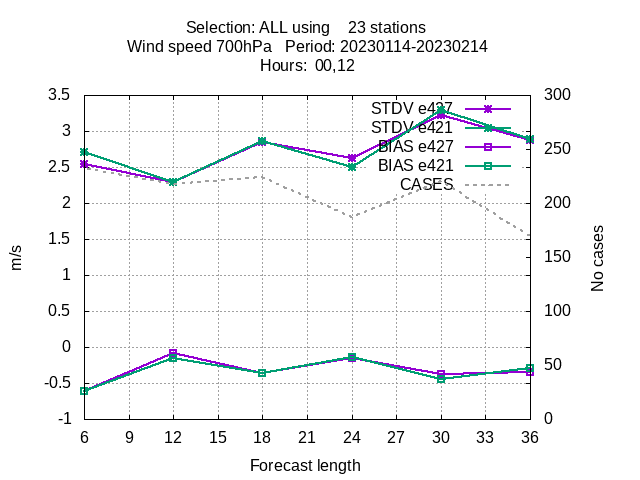 Selection: ALL using 23 stations
Wind speed 700hPa Period: 20230114-20230214
Hours: 00,12
3.5
3
2.5
2
1.5
1
0.5
0
-0.5
-1
m/s
STDV e427
STDV e421
BIAS e427
BIAS e421
CASES
300
250
200
150
100
50
0
No cases
6 9 12 15 18 21 24 27 30 33 36
Forecast length